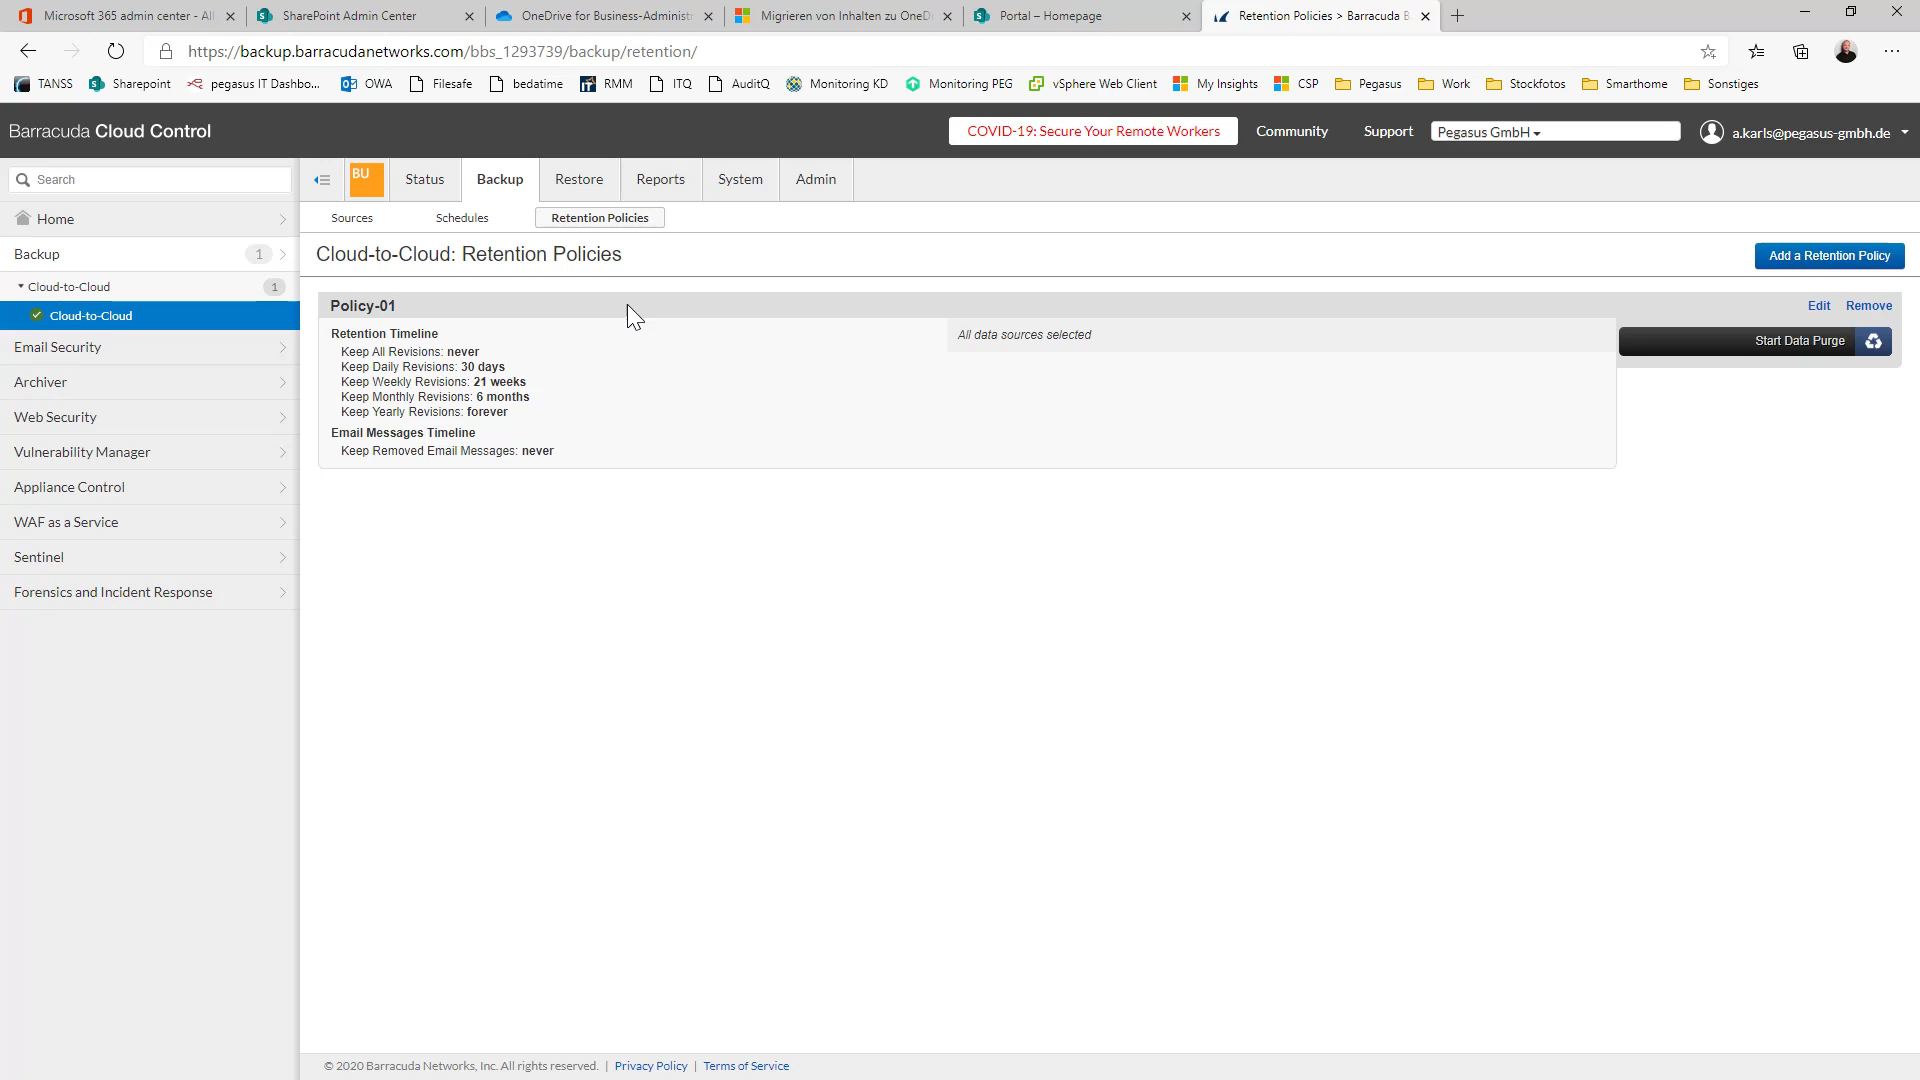 Microsoft 365 admin center - Al
SharePoint Admin Center
OneDrive for Business-Administ
Migrieren von Inhalten zu OneD
Portal – Homepage
Retention Policies > Barracuda B
https://backup.barracudanetworks.com/bbs_1293739/backup/retention/
TANSS
Sharepoint
pegasus IT Dashbo...
OWA
Filesafe
bedatime
RMM
ITQ
AuditQ
Monitoring KD
Monitoring PEG
vSphere Web Client
My Insights
CSP
Pegasus
Work
Stockfotos
Smarthome
Sonstiges
Barracuda Cloud Control
COVID-19: Secure Your Remote Workers
Community
Support
Pegasus GmbH
a.karls@pegasus-gmbh.de
Search
BU
Status
Backup
Restore
Reports
System
Admin
Home
Sources
Schedules
Retention Policies
Backup
1
Cloud-to-Cloud: Retention Policies
Add a Retention Policy
Cloud-to-Cloud
1
Cloud-to-Cloud
Email Security
Archiver
Web Security
Vulnerability Manager
Appliance Control
WAF as a Service
Sentinel
Forensics and Incident Response
Policy-01
Edit
Remove
Retention Timeline
Keep All Revisions: never
Keep Daily Revisions: 30 days
Keep Weekly Revisions: 21 weeks
Keep Monthly Revisions: 6 months
Keep Yearly Revisions: forever
Email Messages Timeline
Keep Removed Email Messages: never
All data sources selected
Start Data Purge
© 2020 Barracuda Networks, Inc. All rights reserved. | Privacy Policy | Terms of Service